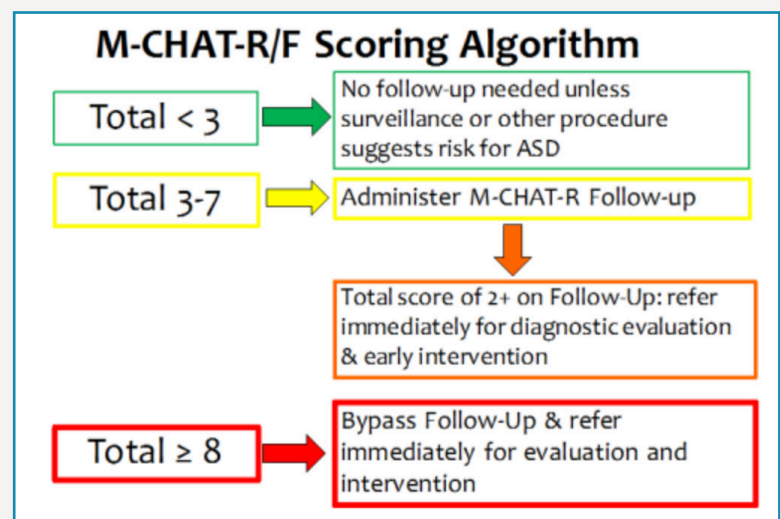 M-CHAT-R/F Scoring Algorithm
Total < 3
No follow-up needed unless
surveillance or other procedure
suggests risk for ASD
Total 3-7
Administer M-CHAT-R Follow-up
Total score of 2+ on Follow-Up: refer
immediately for diagnostic evaluation
& early intervention
Total ≥ 8
Bypass Follow-Up & refer
immediately for evaluation and
intervention